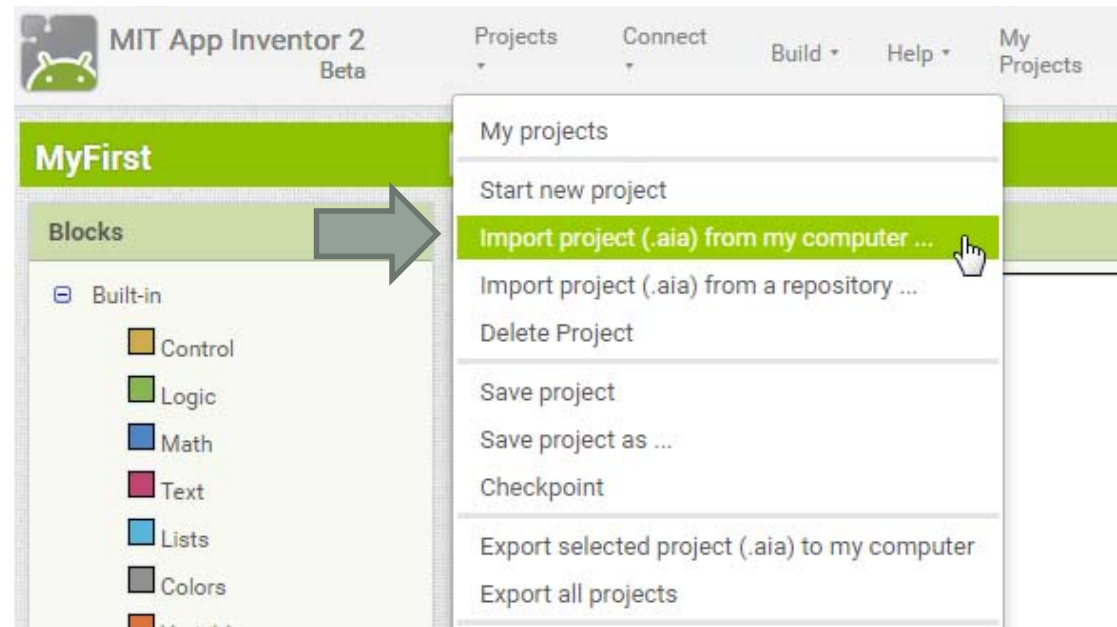 MIT App Inventor 2
Beta
Projects
Connect
Build
Help
My
Projects
MyFirst
Blocks
Built-in
Control
Logic
Math
Text
Lists
Colors
My projects
Start new project
Import project (.aia) from my computer ...
Import project (.aia) from a repository ...
Delete Project
Save project
Save project as ...
Checkpoint
Export selected project (.aia) to my computer
Export all projects